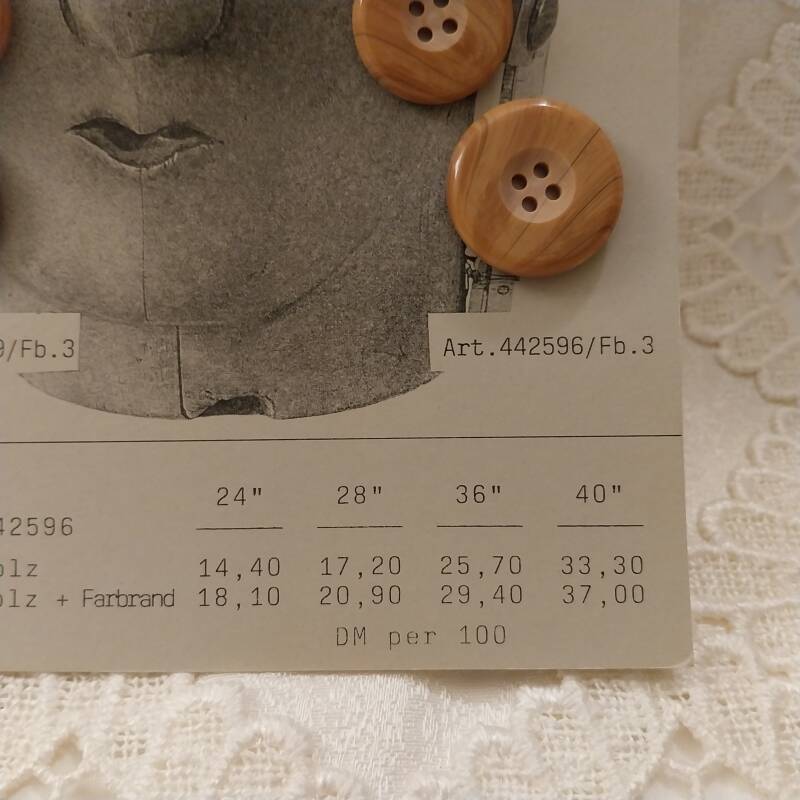 9/Fb.3 Art.442596/Fb.3
24" 28" 36" 40"
42596
olz 14,40 17,20 25,70 33,30
olz + Farbrand 18,10 20,90 29,40 37,00
DM per 100